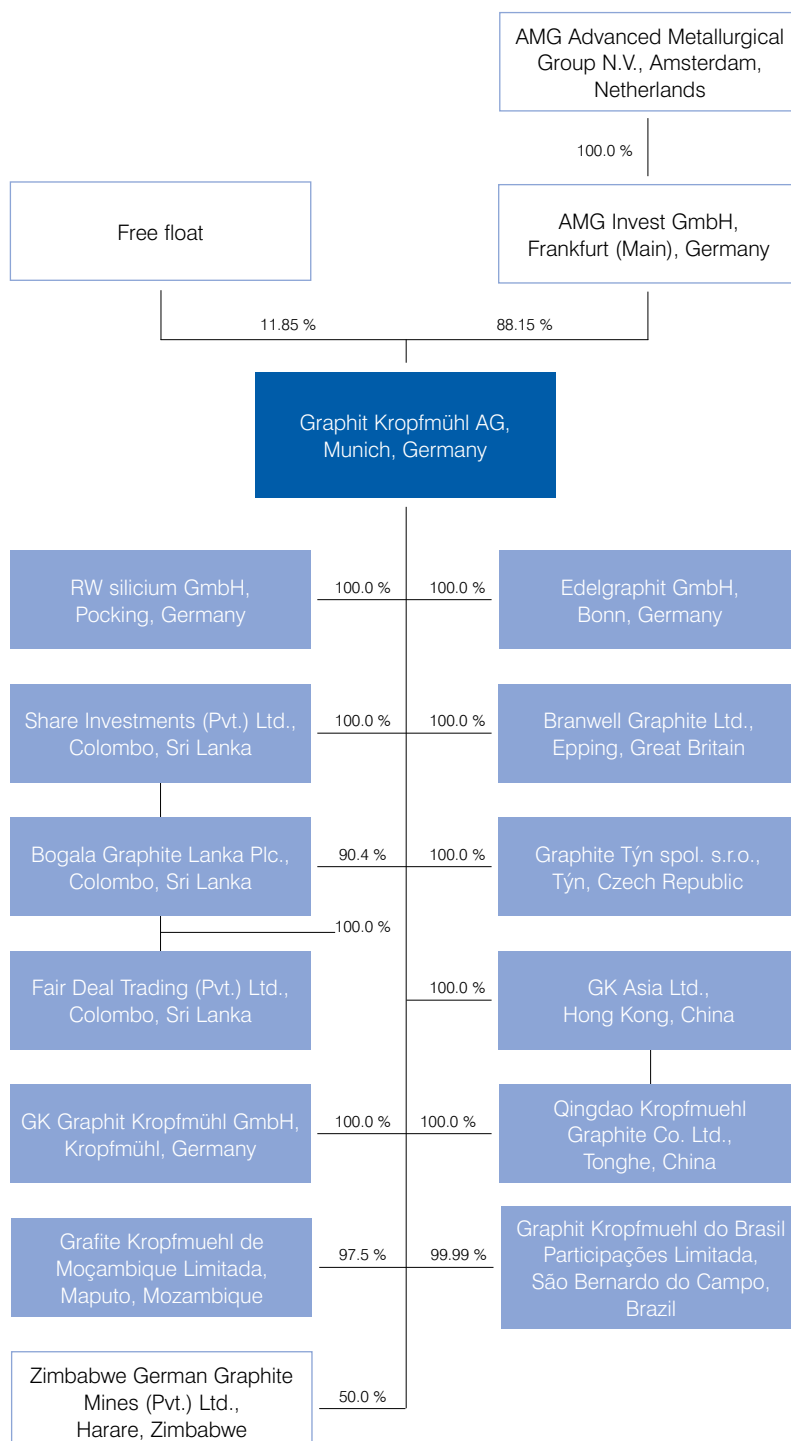 AMG Advanced Metallurgical
Group N.V., Amsterdam,
Netherlands
100.0 %
Free float
AMG Invest GmbH,
Frankfurt (Main), Germany
11.85 %
88.15 %
Graphit Kropfmühl AG,
Munich, Germany
RW silicium GmbH,
Pocking, Germany
100.0 %
100.0 %
Edelgraphit GmbH,
Bonn, Germany
Share Investments (Pvt.) Ltd.,
Colombo, Sri Lanka
100.0 %
100.0 %
Branwell Graphite Ltd.,
Epping, Great Britain
Bogala Graphite Lanka Plc.,
Colombo, Sri Lanka
90.4 %
100.0 %
Graphite Týn spol. s.r.o.,
Týn, Czech Republic
100.0 %
Fair Deal Trading (Pvt.) Ltd.,
Colombo, Sri Lanka
100.0 %
GK Asia Ltd.,
Hong Kong, China
GK Graphit Kropfmühl GmbH,
Kropfmühl, Germany
100.0 %
100.0 %
Qingdao Kropfmuehl
Graphite Co. Ltd.,
Tonghe, China
Grafite Kropfmuehl de
Moçambique Limitada,
Maputo, Mozambique
97.5 %
99.99 %
Graphit Kropfmuehl do Brasil
Participações Limitada,
São Bernardo do Campo,
Brazil
Zimbabwe German Graphite
Mines (Pvt.) Ltd.,
Harare, Zimbabwe
50.0 %